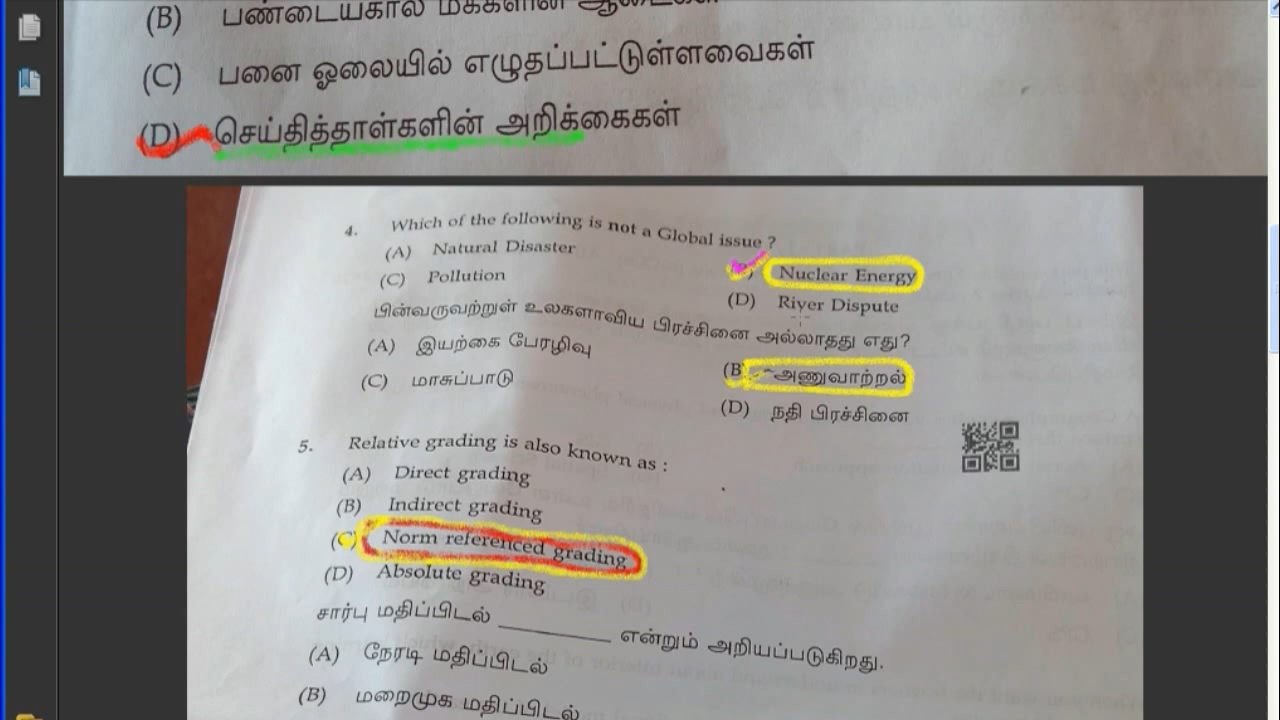 (B) பண்டையகால மக்களின் ஆடைகள்
(C) பனை ஓலையில் எழுதப்பட்டுள்ளவைகள்
(D) செய்தித்தாள்களின் அறிக்கைகள்
4. Which of the following is not a Global issue ?
(A) Natural Disaster
Nuclear Energy
(C) Pollution
(D) River Dispute
பின்வருவற்றுள் உலகளாவிய பிரச்சினை அல்லாதது எது?
(A) இயற்கை பேரழிவு
(B) அணுவாற்றல்
(C) மாசுப்பாடு
(D) நதி பிரச்சினை
5. Relative grading is also known as :
(A) Direct grading
(B) Indirect grading
(C) Norm referenced grading
(D) Absolute grading
சார்பு மதிப்பிடல் __________ என்றும் அறியப்படுகிறது.
(A) நேரடி மதிப்பிடல்
(B) மறைமுக மதிப்பிடல்